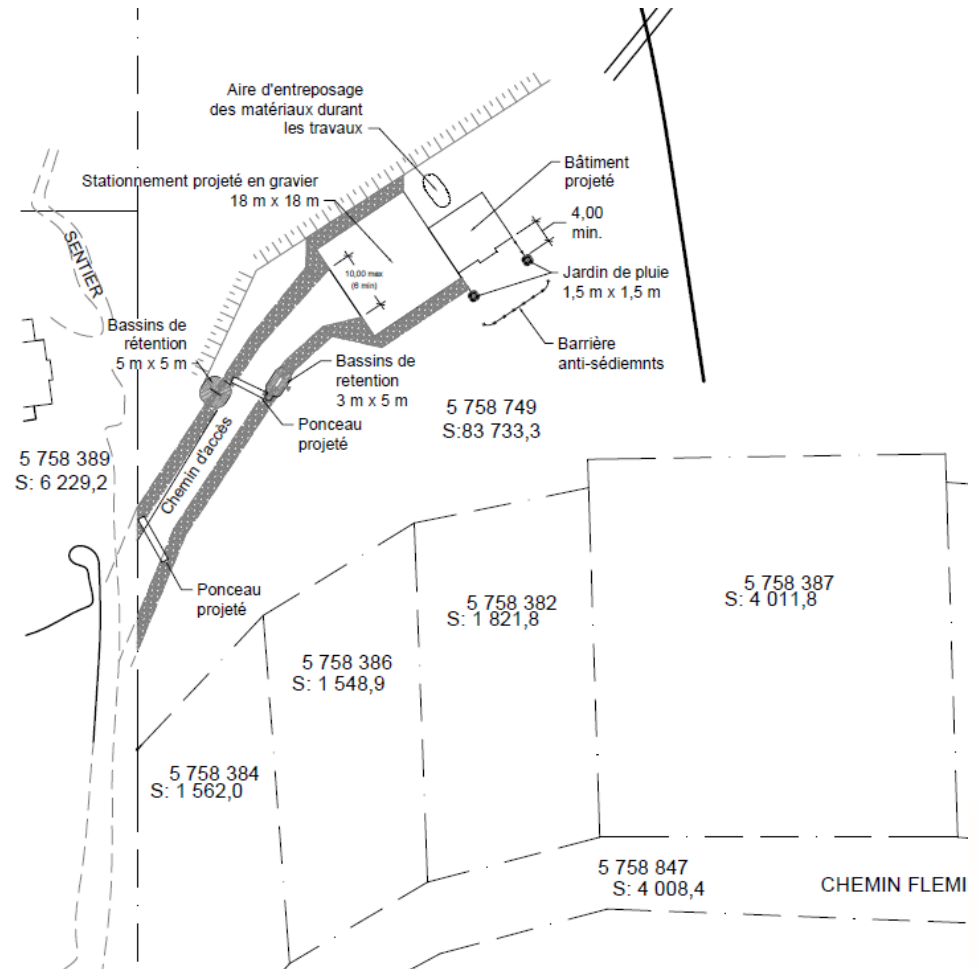 Aire d'entreposage
des matériaux durant
les travaux
Stationnement projeté en gravier
18 m x 18 m
Bâtiment
projeté
4,00
min.
SENTIER
10,00 max
(6 min)
Jardin de pluie
1,5 m x 1,5 m
Bassins de
rétention
5 m x 5 m
Barrière
anti-sédiemnts
Bassins de
retention
3 m x 5 m
Ponceau
projeté
Chemin d'accès
5 758 749
S:83 733,3
5 758 389
S: 6 229,2
Ponceau
projeté
5 758 387
S: 4 011,8
5 758 382
S: 1 821,8
5 758 386
S: 1 548,9
5 758 384
S: 1 562,0
5 758 847
S: 4 008,4
CHEMIN FLEMI